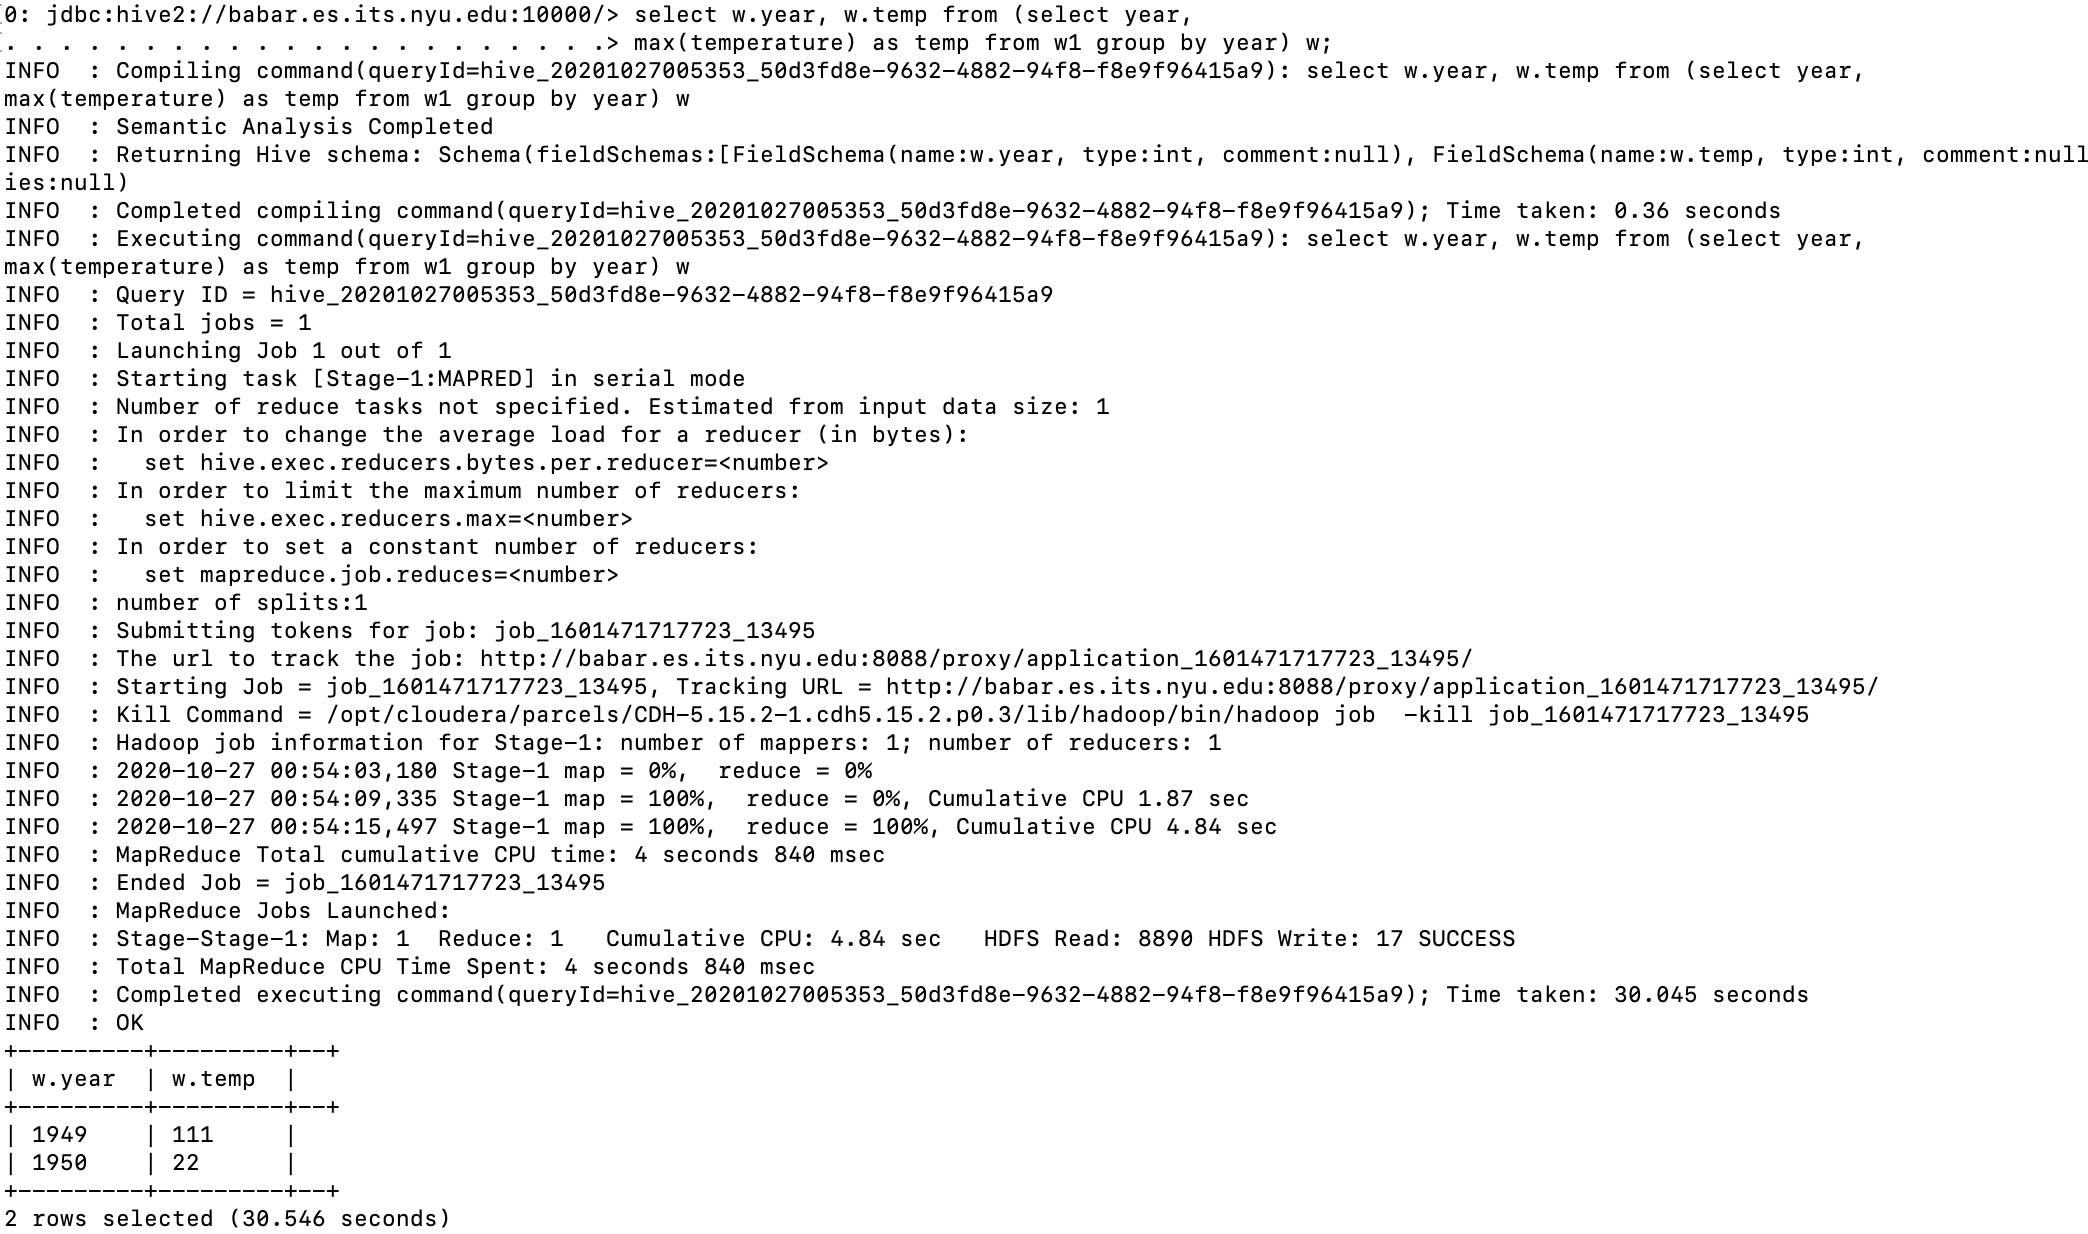 0: jdbc:hive2://babar.es.its.nyu.edu:10000/> select w.year, w.temp from (select year,
. . . . . . . . . . . . . . . . . . . . . .> max(temperature) as temp from w1 group by year) w;
INFO  : Compiling command(queryId=hive_20201027005353_50d3fd8e-9632-4882-94f8-f8e9f96415a9): select w.year, w.temp from (select year,
max(temperature) as temp from w1 group by year) w
INFO  : Semantic Analysis Completed
INFO  : Returning Hive schema: Schema(fieldSchemas:[FieldSchema(name:w.year, type:int, comment:null), FieldSchema(name:w.temp, type:int, comment:null
ies:null)
INFO  : Completed compiling command(queryId=hive_20201027005353_50d3fd8e-9632-4882-94f8-f8e9f96415a9); Time taken: 0.36 seconds
INFO  : Executing command(queryId=hive_20201027005353_50d3fd8e-9632-4882-94f8-f8e9f96415a9): select w.year, w.temp from (select year,
max(temperature) as temp from w1 group by year) w
INFO  : Query ID = hive_20201027005353_50d3fd8e-9632-4882-94f8-f8e9f96415a9
INFO  : Total jobs = 1
INFO  : Launching Job 1 out of 1
INFO  : Starting task [Stage-1:MAPRED] in serial mode
INFO  : Number of reduce tasks not specified. Estimated from input data size: 1
INFO  : In order to change the average load for a reducer (in bytes):
INFO  :   set hive.exec.reducers.bytes.per.reducer=<number>
INFO  : In order to limit the maximum number of reducers:
INFO  :   set hive.exec.reducers.max=<number>
INFO  : In order to set a constant number of reducers:
INFO  :   set mapreduce.job.reduces=<number>
INFO  : number of splits:1
INFO  : Submitting tokens for job: job_1601471717723_13495
INFO  : The url to track the job: http://babar.es.its.nyu.edu:8088/proxy/application_1601471717723_13495/
INFO  : Starting Job = job_1601471717723_13495, Tracking URL = http://babar.es.its.nyu.edu:8088/proxy/application_1601471717723_13495/
INFO  : Kill Command = /opt/cloudera/parcels/CDH-5.15.2-1.cdh5.15.2.p0.3/lib/hadoop/bin/hadoop job  -kill job_1601471717723_13495
INFO  : Hadoop job information for Stage-1: number of mappers: 1; number of reducers: 1
INFO  : 2020-10-27 00:54:03,180 Stage-1 map = 0%,  reduce = 0%
INFO  : 2020-10-27 00:54:09,335 Stage-1 map = 100%,  reduce = 0%, Cumulative CPU 1.87 sec
INFO  : 2020-10-27 00:54:15,497 Stage-1 map = 100%,  reduce = 100%, Cumulative CPU 4.84 sec
INFO  : MapReduce Total cumulative CPU time: 4 seconds 840 msec
INFO  : Ended Job = job_1601471717723_13495
INFO  : MapReduce Jobs Launched:
INFO  : Stage-Stage-1: Map: 1  Reduce: 1   Cumulative CPU: 4.84 sec   HDFS Read: 8890 HDFS Write: 17 SUCCESS
INFO  : Total MapReduce CPU Time Spent: 4 seconds 840 msec
INFO  : Completed executing command(queryId=hive_20201027005353_50d3fd8e-9632-4882-94f8-f8e9f96415a9); Time taken: 30.045 seconds
INFO  : OK
+---------+---------+--+
| w.year  | w.temp  |
+---------+---------+--+
| 1949    | 111     |
| 1950    | 22      |
+---------+---------+--+
2 rows selected (30.546 seconds)